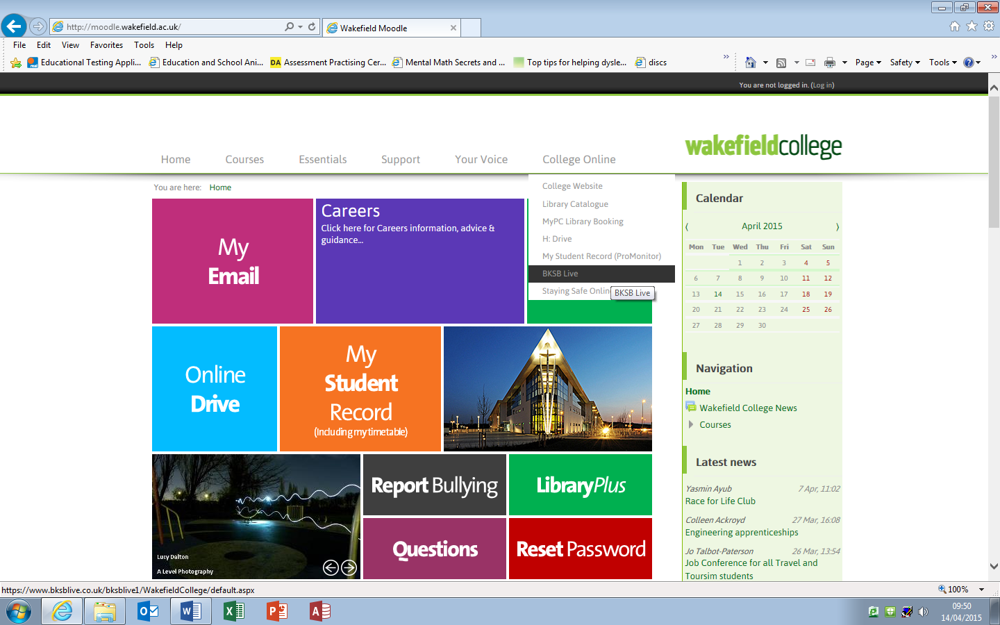 http://moodle.wakefield.ac.uk/
Wakefield Moodle
File Edit View Favorites Tools Help
Educational Testing Appli... Education and School Ani... DA Assessment Practising Cer... Mental Math Secrets and ... Top tips for helping dysle... discs
Page Safety Tools
You are not logged in. (Log in)
wakefieldcollege
Home Courses Essentials Support Your Voice College Online
You are here: Home
College Website
Library Catalogue
MyPC Library Booking
H: Drive
My Student Record (ProMonitor)
BKSB Live
Staying Safe Onlin
BKSB Live
My
Email
Careers
Click here for Careers information, advice &
guidance...
Online
Drive
My
Student
Record
(Including my timetable)
Lucy Dalton
A Level Photography
Report Bullying
LibraryPlus
Questions
Reset Password
Calendar
April 2015
Mon Tue Wed Thu Fri Sat Sun
1 2 3 4 5
6 7 8 9 10 11 12
13 14 15 16 17 18 19
20 21 22 23 24 25 26
27 28 29 30
Navigation
Home
Wakefield College News
Courses
Latest news
Yasmin Ayub 7 Apr, 11:02
Race for Life Club
Colleen Ackroyd 27 Mar, 16:08
Engineering apprenticeships
Jo Talbot-Paterson 26 Mar, 13:54
Job Conference for all Travel and
Toursim students
https://www.bksblive.co.uk/bksblive1/WakefieldCollege/default.aspx
100%
09:50
14/04/2015